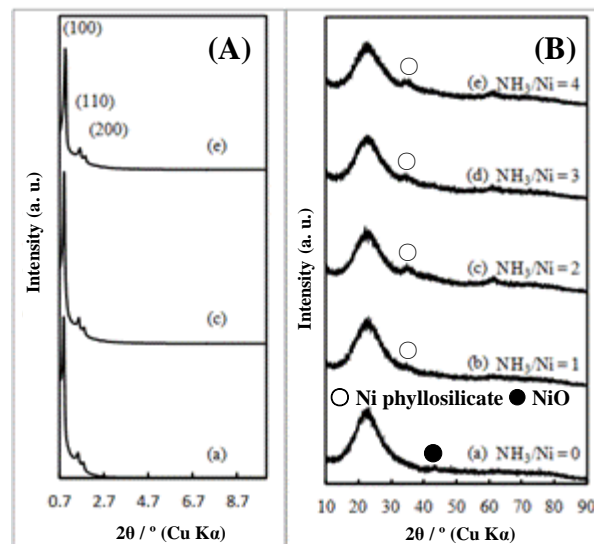 (A)
(100)
(110)
(200)
(e)
(c)
(a)
Intensity (a. u.)
0.7 2.7 4.7 6.7 8.7
2θ / ° (Cu Kα)
(B)
(e) NH3/Ni = 4
(d) NH3/Ni = 3
(c) NH3/Ni = 2
(b) NH3/Ni = 1
○ Ni phyllosilicate ● NiO
(a) NH3/Ni = 0
Intensity (a. u.)
10 20 30 40 50 60 70 80 90
2θ / ° (Cu Kα)